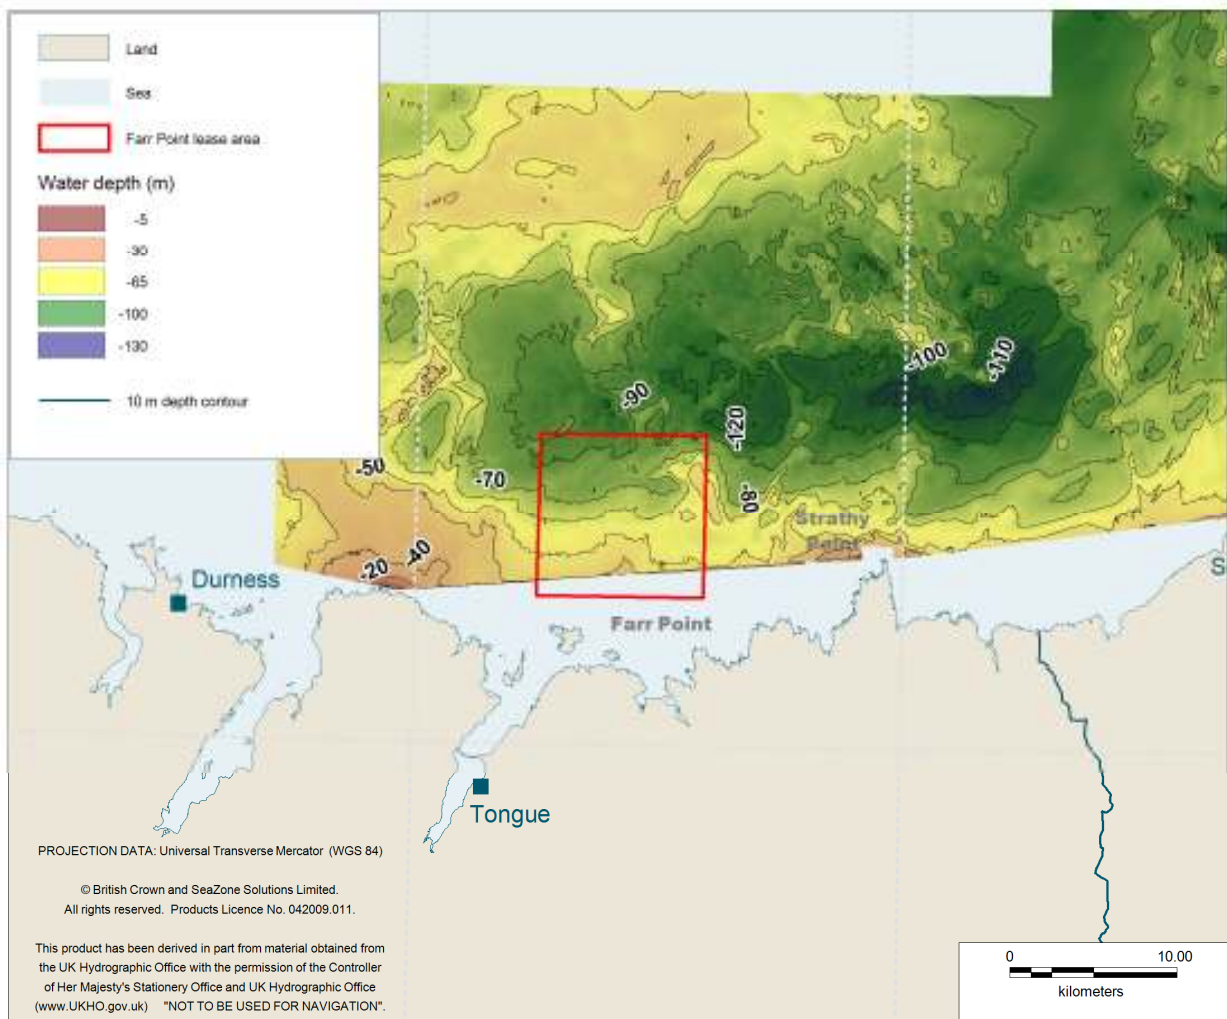 Land
Sea
Farr Point lease area
Water depth (m)
-5
-30
-65
-100
-130
10 m depth contour
-100
-110
-90
-120
-50
-70
-80
Strathy
Point
-40
-20
Durness
S
Farr Point
Tongue
PROJECTION DATA: Universal Transverse Mercator (WGS 84)
© British Crown and SeaZone Solutions Limited.
All rights reserved. Products Licence No. 042009.011.
This product has been derived in part from material obtained from
the UK Hydrographic Office with the permission of the Controller
of Her Majesty's Stationery Office and UK Hydrographic Office
(www.UKHO.gov.uk) "NOT TO BE USED FOR NAVIGATION".
0 10.00
kilometers